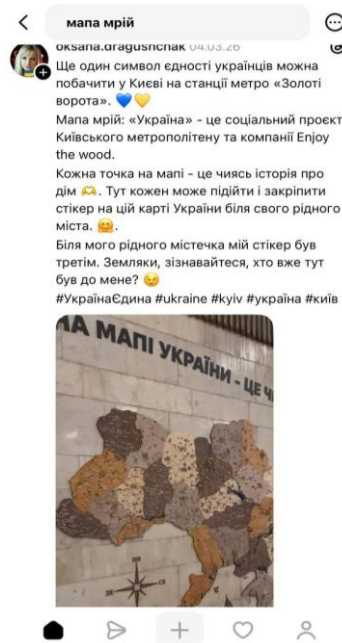 мапа мрій
oksana.dragushchak 04.03.26
Ще один символ єдності українців можна
побачити у Києві на станції метро «Золоті
ворота». 💙💛
Мапа мрій: «Україна» - це соціальний проєкт
Київського метрополітену та компанії Enjoy
the wood.
Кожна точка на мапі - це чиясь історія про
дім 🫶. Тут кожен може підійти і закріпити
стікер на цій карті України біля свого рідного
міста. 🤗.
Біля мого рідного містечка мій стікер був
третім. Земляки, зізнавайтеся, хто вже тут
був до мене? 😉
#УкраїнаЄдина #ukraine #kyiv #україна #київ
НА МАПІ УКРАЇНИ - ЦЕ